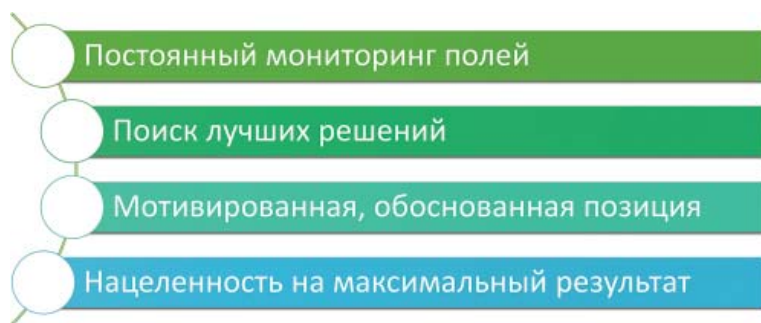 Постоянный мониторинг полей
Поиск лучших решений
Мотивированная, обоснованная позиция
Нацеленность на максимальный результат